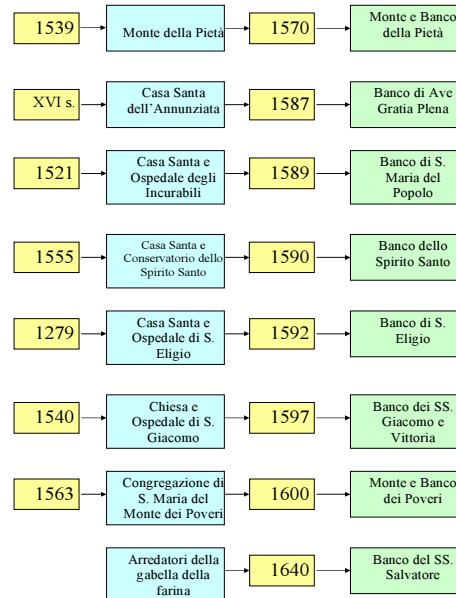 1539
Monte della Pietà
1570
Monte e Banco
della Pietà
XVI s.
Casa Santa
dell'Annunziata
1587
Banco di Ave
Gratia Plena
1521
Casa Santa e
Ospedale degli
Incurabili
1589
Banco di S.
Maria del
Popolo
1555
Casa Santa e
Conservatorio dello
Spirito Santo
1590
Banco dello
Spirito Santo
1279
Casa Santa e
Ospedale di S.
Eligio
1592
Banco di S.
Eligio
1540
Chiesa e
Ospedale di S.
Giacomo
1597
Banco dei SS.
Giacomo e
Vittoria
1563
Congregazione di
S. Maria del
Monte dei Poveri
1600
Monte e Banco
dei Poveri
Arredatori della
gabella della
farina
1640
Banco del SS.
Salvatore